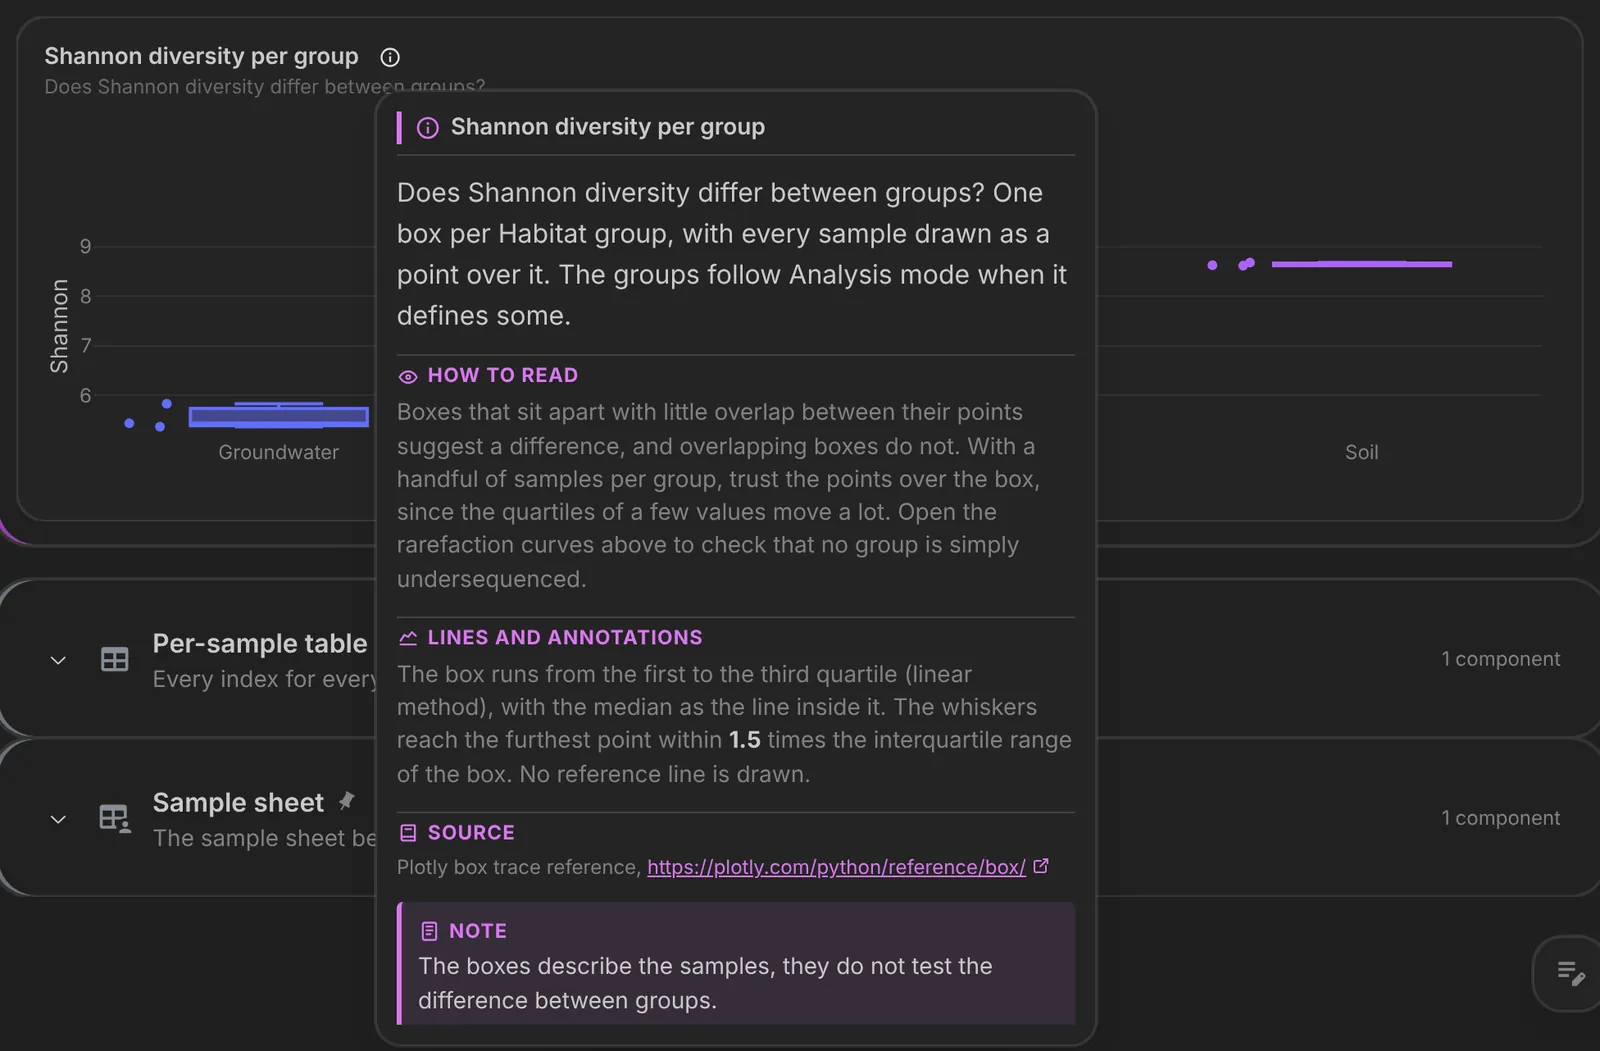 Shannon diversity per group
Does Shannon diversity differ between groups?
Shannon diversity per group
Does Shannon diversity differ between groups? One
box per Habitat group, with every sample drawn as a
point over it. The groups follow Analysis mode when it
defines some.
HOW TO READ
Boxes that sit apart with little overlap between their points
suggest a difference, and overlapping boxes do not. With a
handful of samples per group, trust the points over the box,
since the quartiles of a few values move a lot. Open the
rarefaction curves above to check that no group is simply
undersequenced.
LINES AND ANNOTATIONS
The box runs from the first to the third quartile (linear
method), with the median as the line inside it. The whiskers
reach the furthest point within 1.5 times the interquartile range
of the box. No reference line is drawn.
SOURCE
Plotly box trace reference, https://plotly.com/python/reference/box/
NOTE
The boxes describe the samples, they do not test the
difference between groups.
Shannon
9
8
7
6
Groundwater
Soil
Per-sample table
Every index for every
1 component
Sample sheet
The sample sheet be
1 component